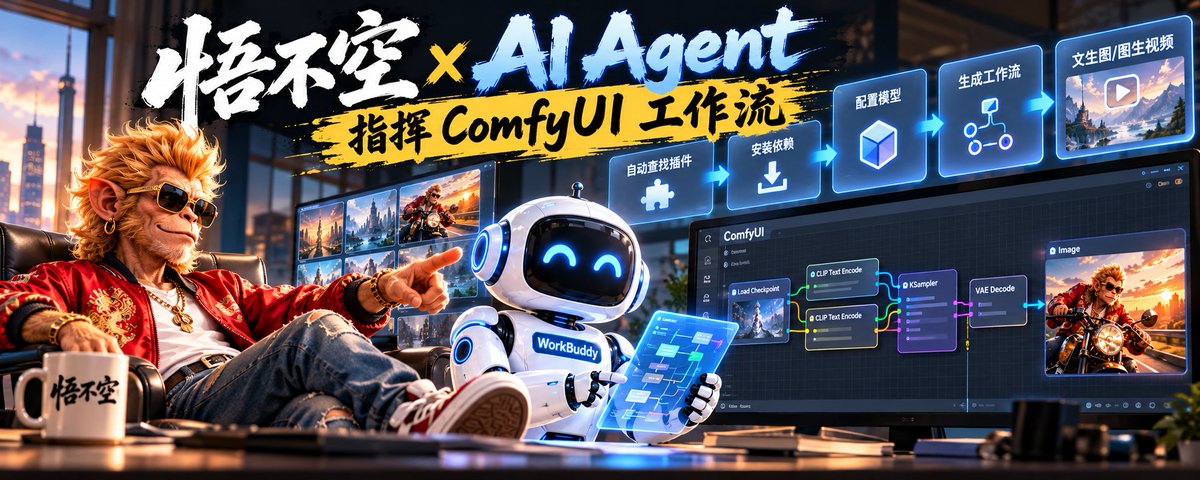 悟不空 × AI Agent
指挥 ComfyUI 工作流
自动查找插件
安装依赖
配置模型
生成工作流
文生图/图生视频
ComfyUI
Load Checkpoint
CLIP Text Encode
CLIP Text Encode
KSampler
VAE Decode
Image
WorkBuddy
悟不空